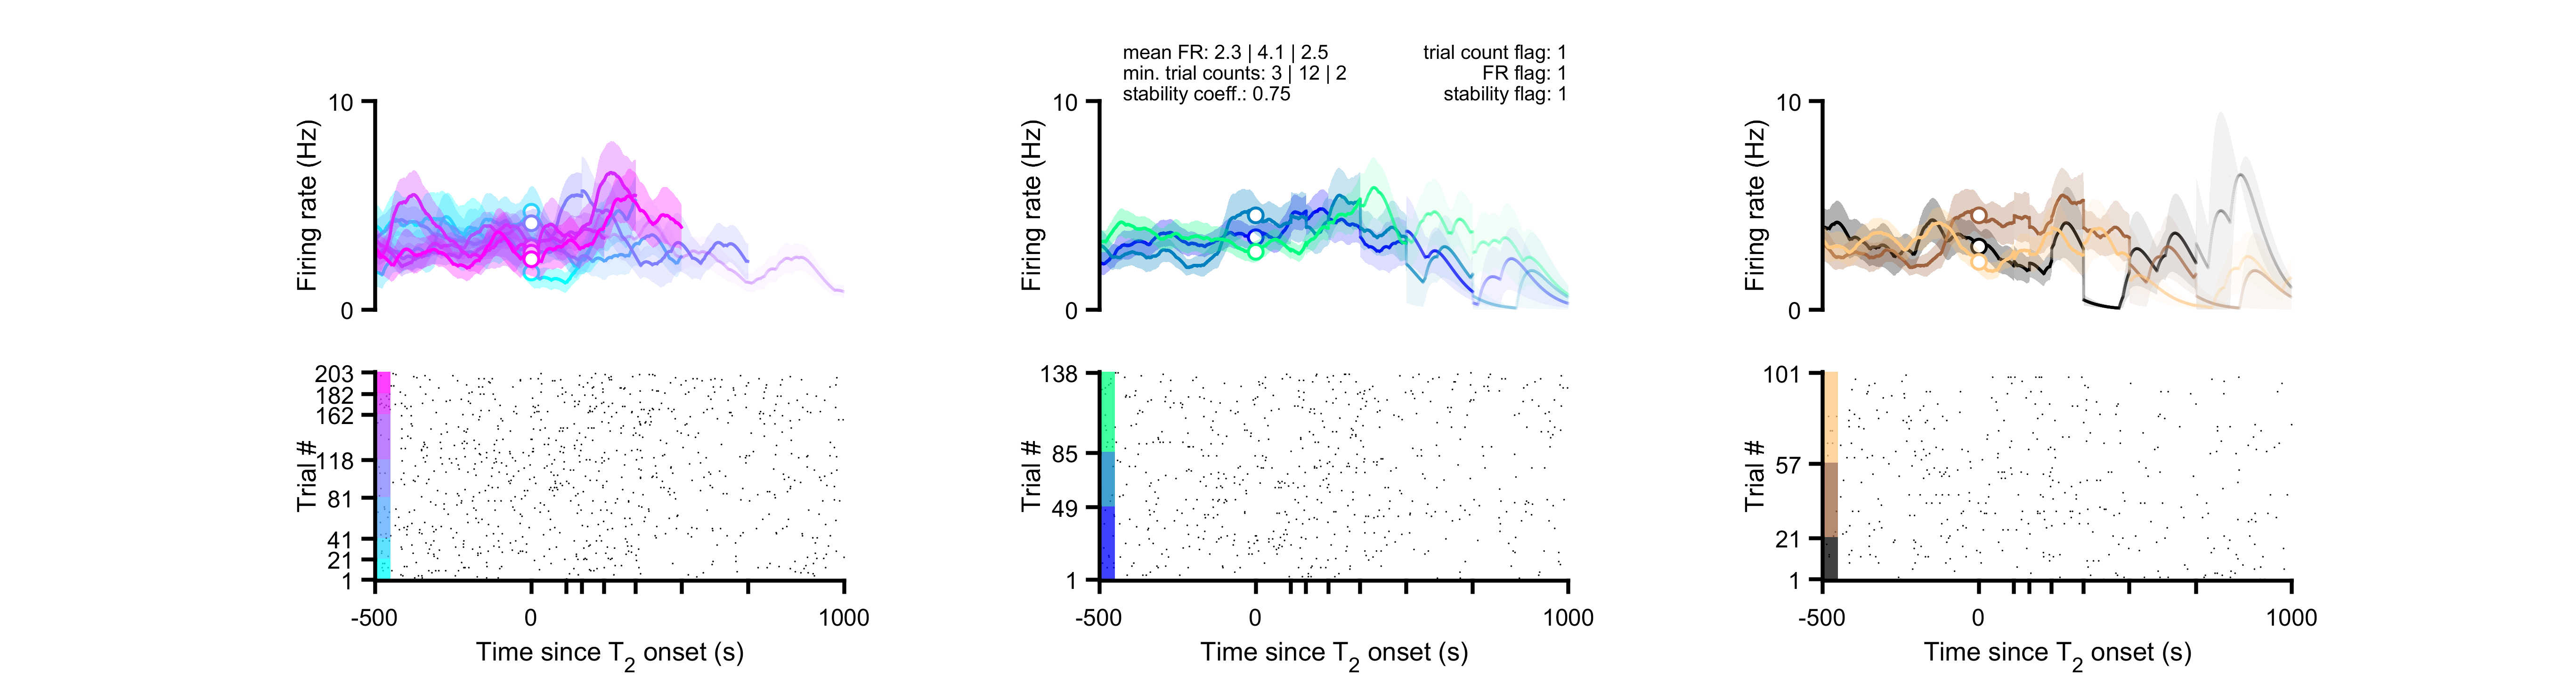 mean FR: 2.3 | 4.1 | 2.5
min. trial counts: 3 | 12 | 2
stability coeff.: 0.75
trial count flag: 1
FR flag: 1
stability flag: 1
10
Firing rate (Hz)
0
203
182
162
118
81
41
21
1
Trial #
-500
0
1000
Time since T2 onset (s)
10
Firing rate (Hz)
0
138
85
49
1
Trial #
-500
0
1000
Time since T2 onset (s)
10
Firing rate (Hz)
0
101
57
21
1
Trial #
-500
0
1000
Time since T2 onset (s)